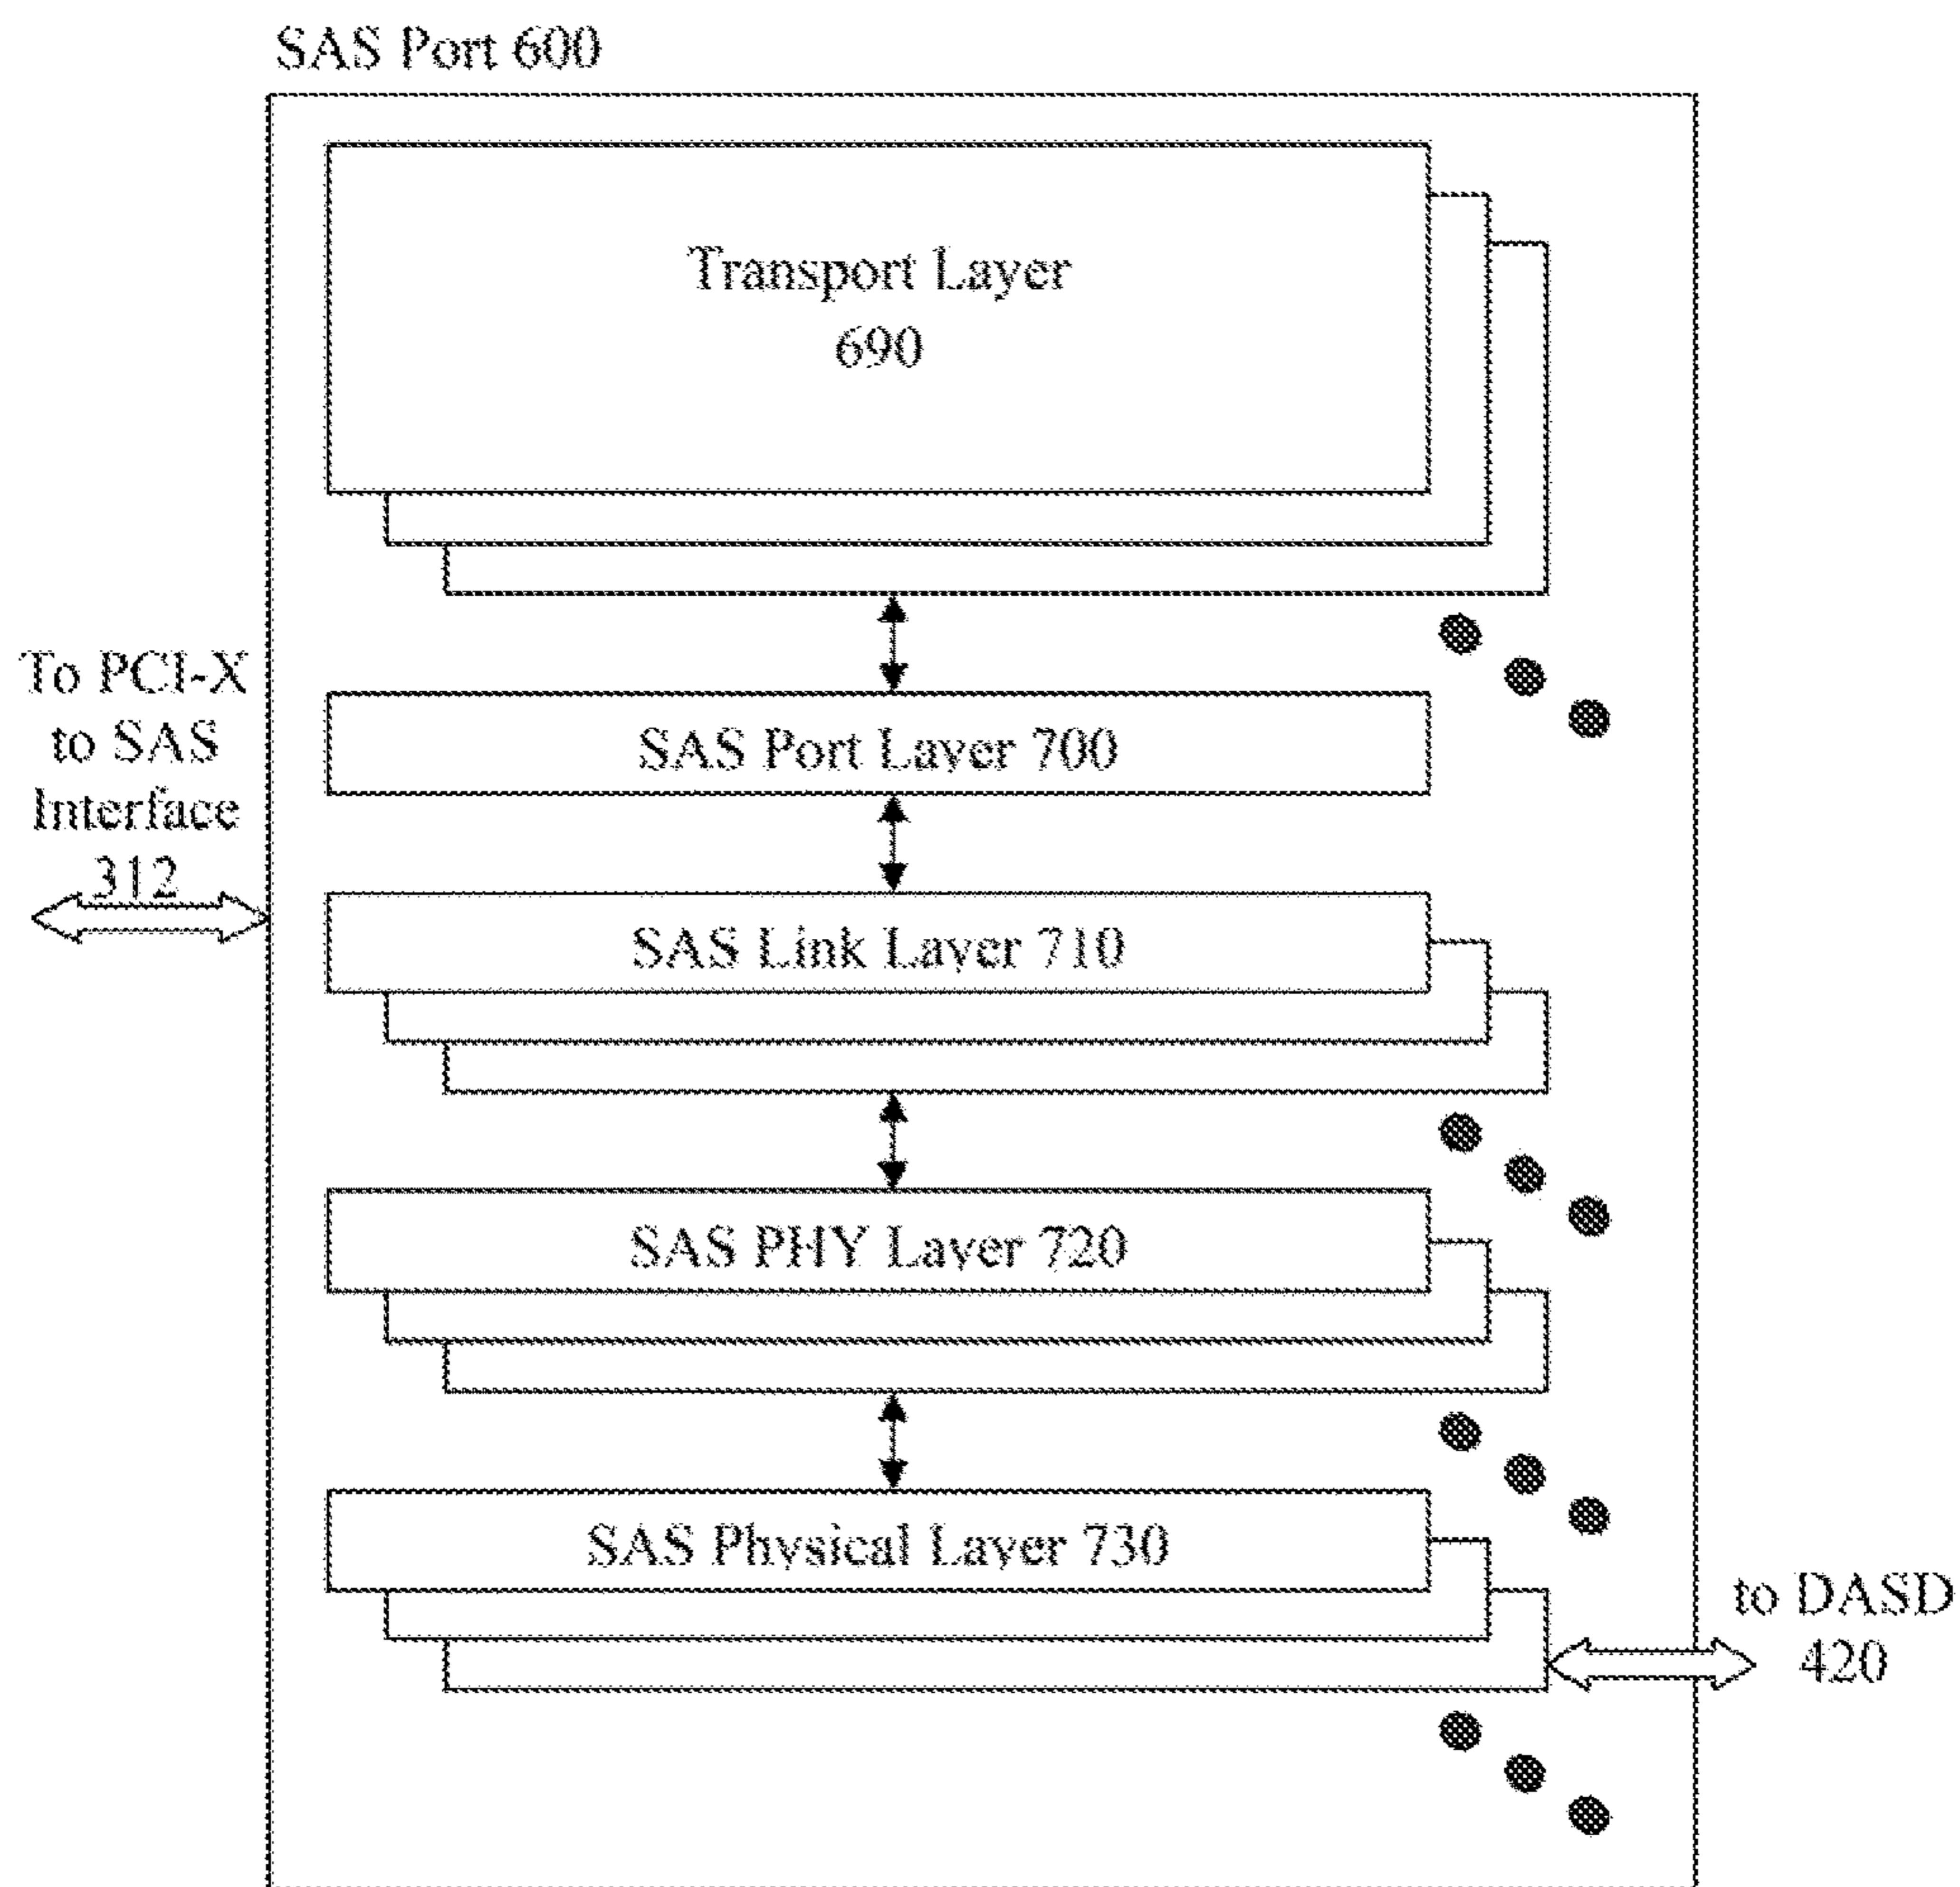 SAS Port 600
Transport Layer
690
To PCI-X
to SAS
Interface
312
SAS Port Layer 700
SAS Link Layer 710
SAS PHY Layer 720
SAS Physical Layer 730
to DASD
420